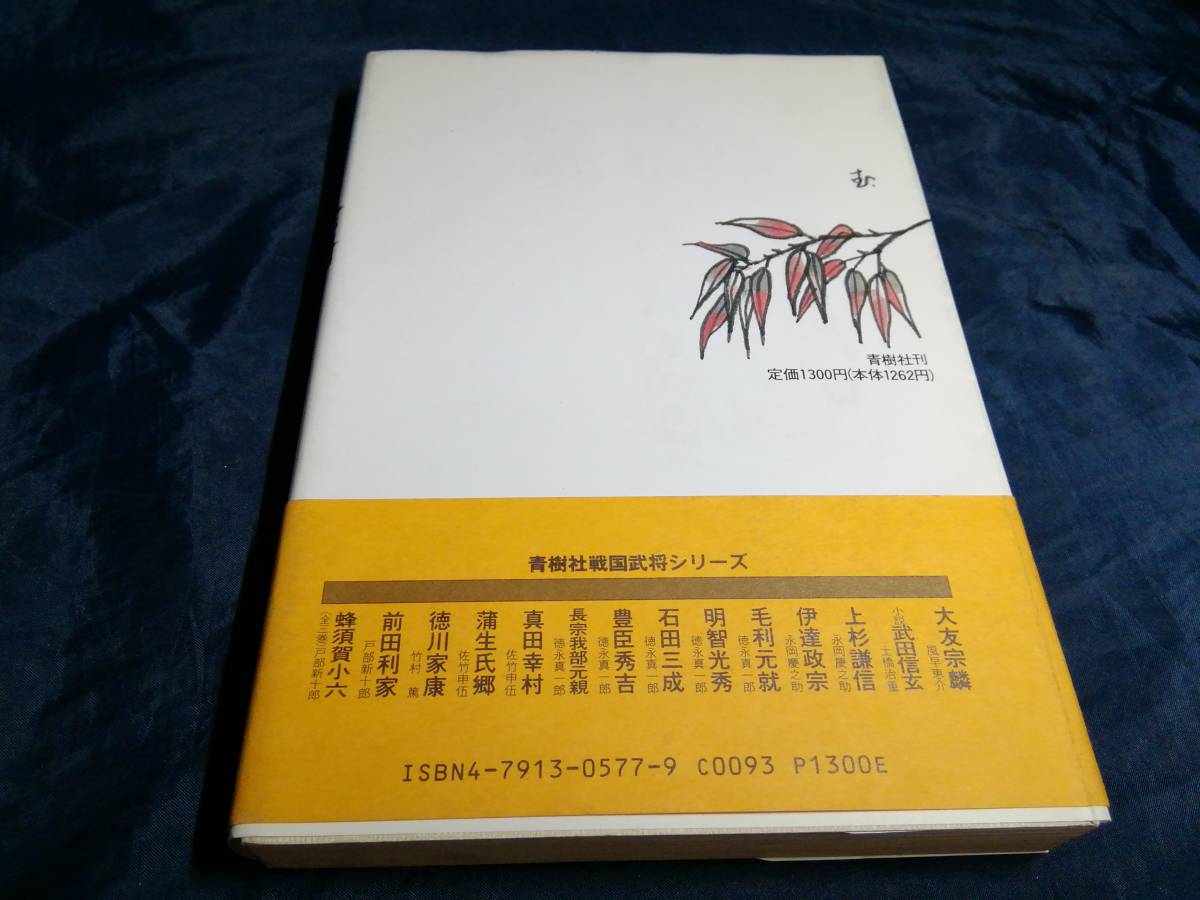 む
青樹社刊
定価1300円(本体1262円)
青樹社戦国武将シリーズ
大友宗麟 風早恵介
小説武田信玄 土橋治重
上杉謙信 永岡慶之助
伊達政宗 永岡慶之助
毛利元就 徳永真一郎
明智光秀 徳永真一郎
石田三成 徳永真一郎
豊臣秀吉 徳永真一郎
長宗我部元親 徳永真一郎
真田幸村 佐竹申伍
蒲生氏郷 佐竹申伍
徳川家康 竹村篤
前田利家 戸部新十郎
蜂須賀小六 (全三巻)戸部新十郎
ISBN4-7913-0577-9 C0093 P1300E